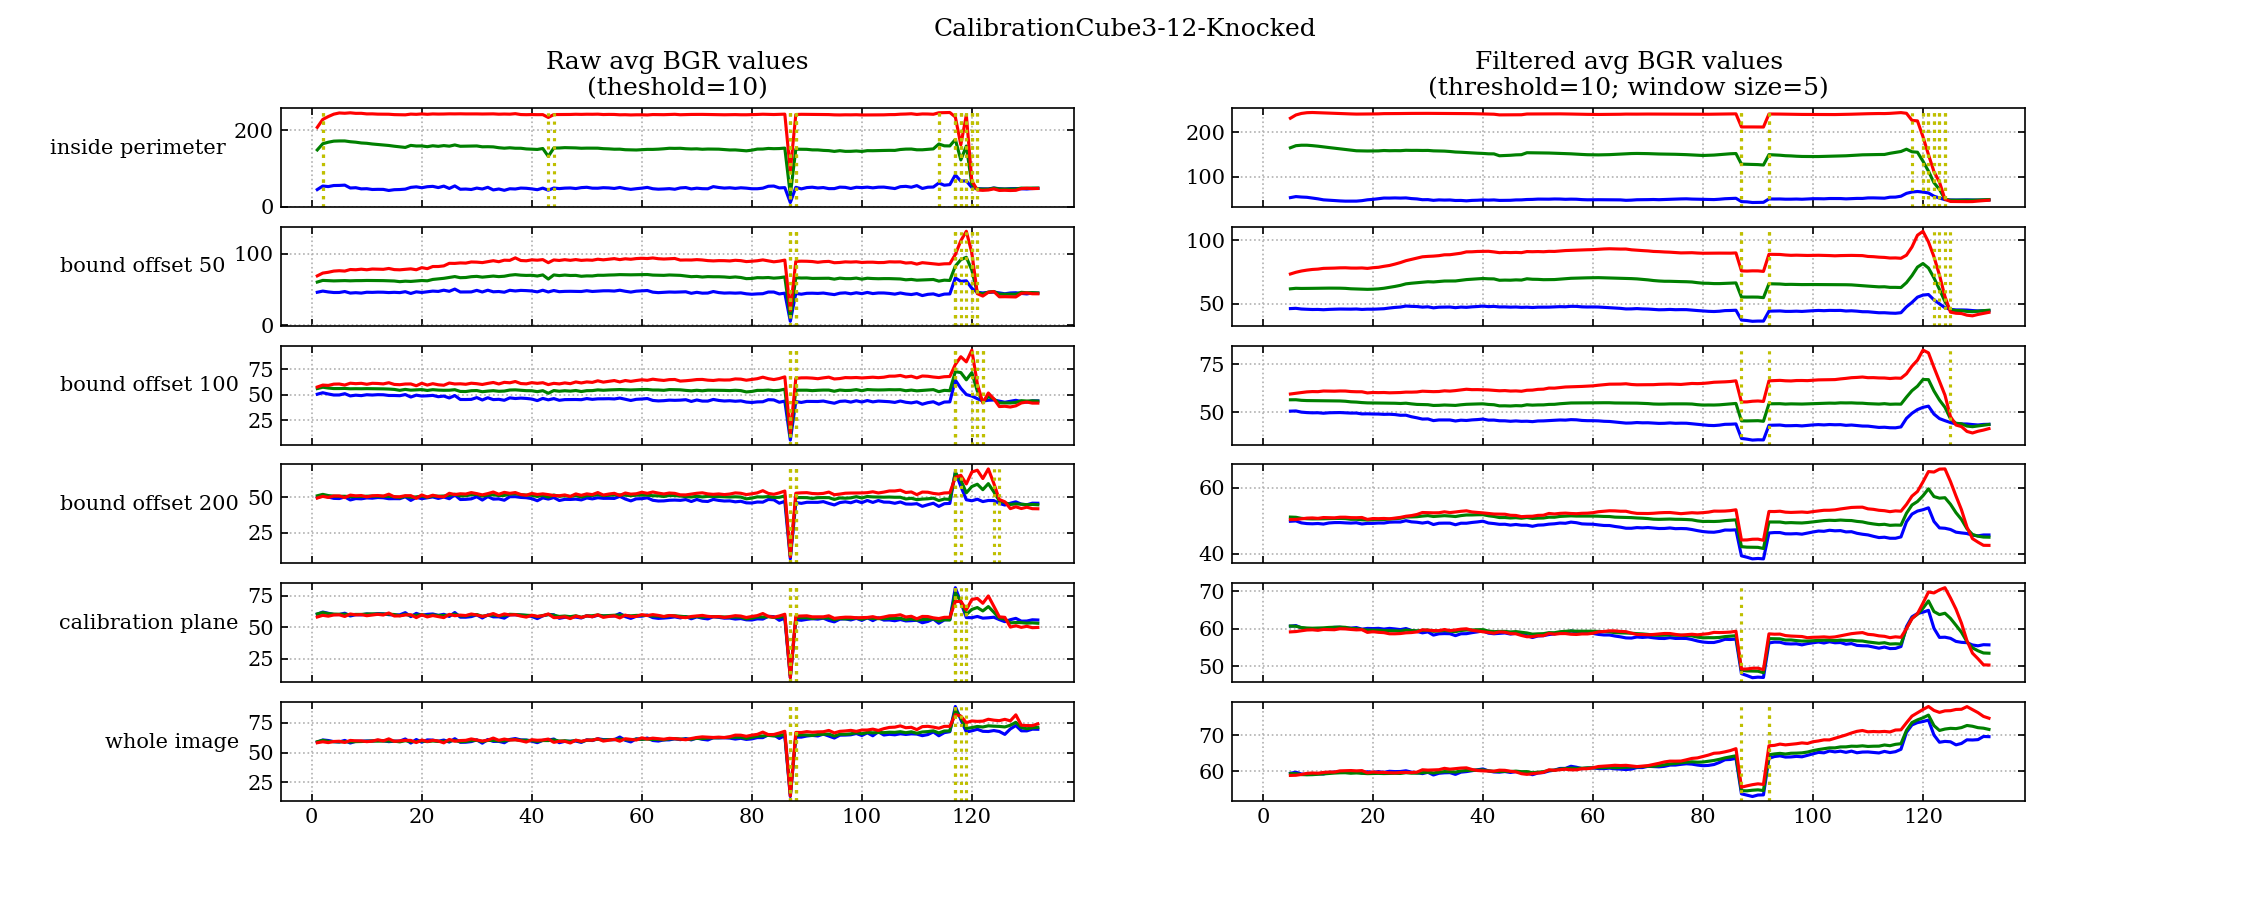 CalibrationCube3-12-Knocked
Raw avg BGR values
(theshold=10)
Filtered avg BGR values
(threshold=10; window size=5)
inside perimeter
200
0
200
100
bound offset 50
100
0
100
50
bound offset 100
75
50
25
75
50
bound offset 200
50
25
60
40
calibration plane
75
50
25
70
60
50
whole image
75
50
25
70
60
0 20 40 60 80 100 120
0 20 40 60 80 100 120